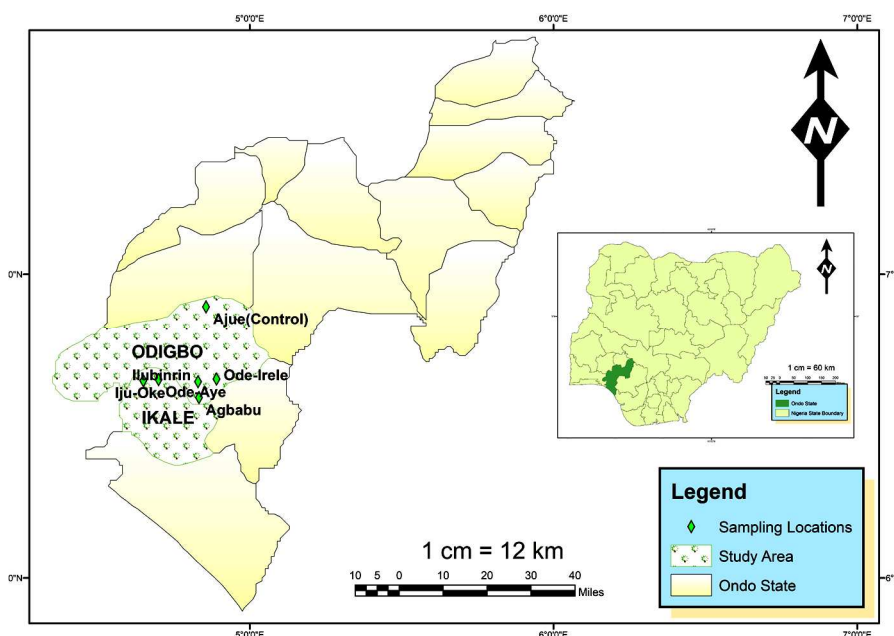 5°0'0"E 6°0'0"E 7°0'0"E
N
0°N
7°
Ajue(Control)
ODIGBO
Ilubinrin
Ode-Irele
Iju-Oke
Ode-Aye
Agbabu
IKALE
N
1 cm = 60 km
Legend
Ondo State
Nigeria State Boundary
Legend
Sampling Locations
Study Area
Ondo State
1 cm = 12 km
10 5 0 10 20 30 40
Miles
0°N
6°
5°0'0"E 6°0'0"E 7°0'0"E